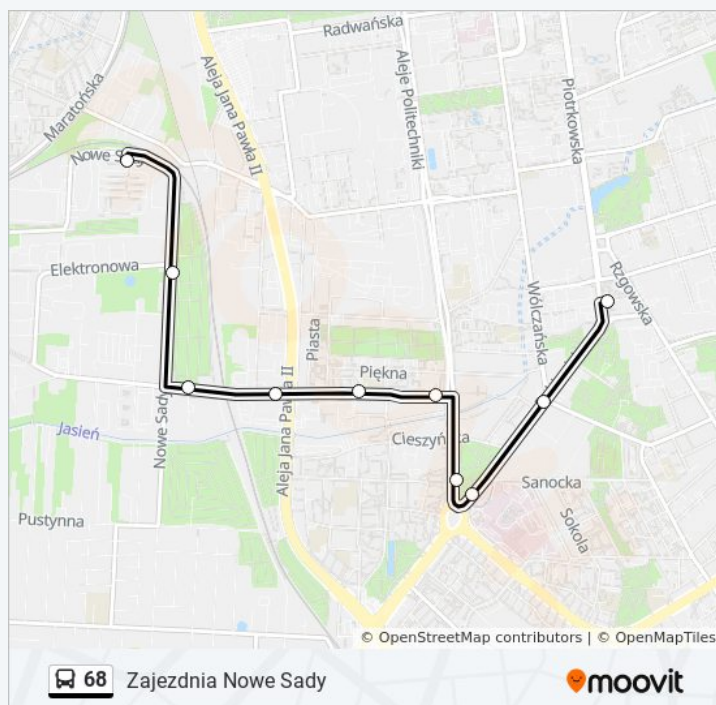 Radwańska
Maratońska
Aleja Jana Pawła II
Aleje Politechniki
Piotrkowska
Nowe Sady
Elektronowa
Rzgowska
Wólczańska
Piasta
Piękna
Aleja Jana Pawła II
Nowe Sady
Jasień
Cieszyńska
Sanocka
Sokola
Pustynna
© OpenStreetMap contributors | © OpenMapTiles
68 Zajezdnia Nowe Sady
moovit